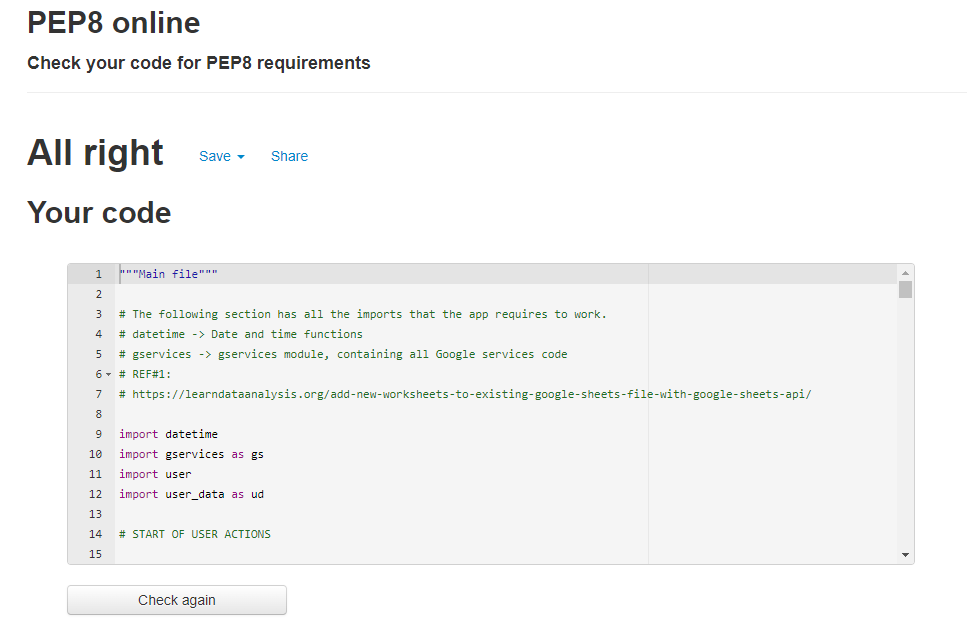 PEP8 online
Check your code for PEP8 requirements
All right Save Share
Your code
1 """Main file"""
2
3 # The following section has all the imports that the app requires to work.
4 # datetime -> Date and time functions
5 # gservices -> gservices module, containing all Google services code
6 # REF#1:
7 # https://learndataanalysis.org/add-new-worksheets-to-existing-google-sheets-file-with-google-sheets-api/
8
9 import datetime
10 import gservices as gs
11 import user
12 import user_data as ud
13
14 # START OF USER ACTIONS
15
Check again